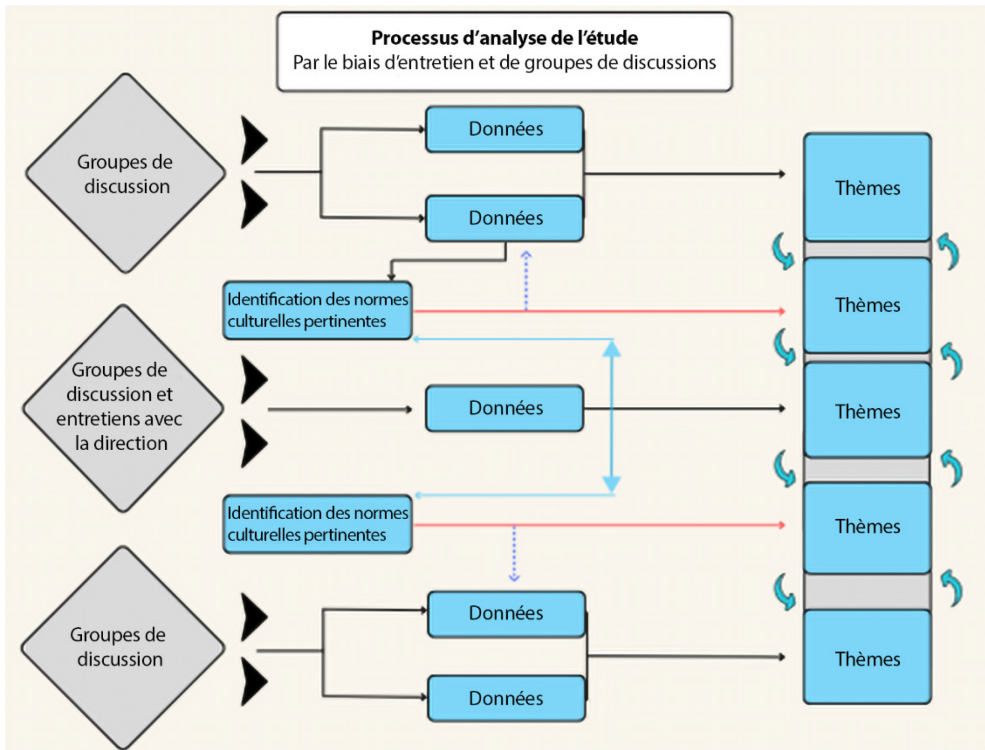 Processus d'analyse de l'étude
Par le biais d'entretien et de groupes de discussions
Groupes de
discussion
Données
Données
Thèmes
Identification des normes
culturelles pertinentes
Thèmes
Groupes de
discussion et
entretiens avec
la direction
Données
Thèmes
Identification des normes
culturelles pertinentes
Thèmes
Groupes de
discussion
Données
Données
Thèmes